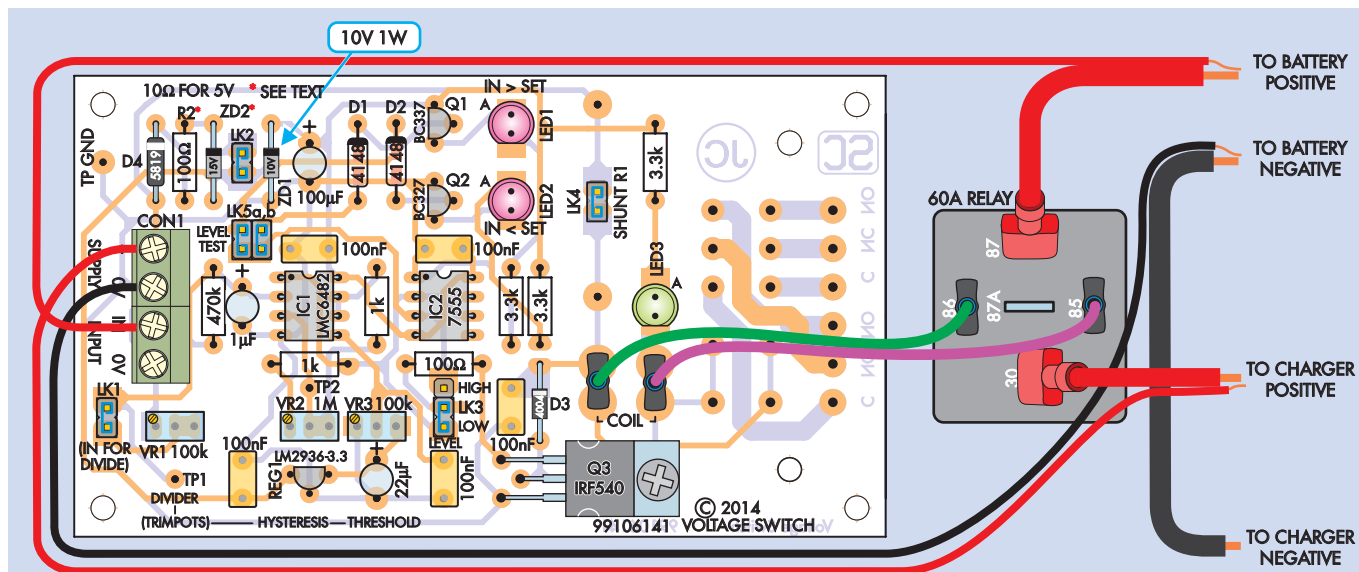 10V 1W
TO BATTERY
POSITIVE
TO BATTERY
NEGATIVE
TO CHARGER
POSITIVE
TO CHARGER
NEGATIVE
10Ω FOR 5V * SEE TEXT
R2*
ZD2*
LK2
TP GND
D4
5819
100Ω
15V
10V
ZD1
+
100µF
D1
D2
4148
4148
Q1
BC337
Q2
BC327
IN > SET
A
LED1
A
LED2
IN < SET
LK4
SHUNT R1
3.3k
JC
SC
LED3
A
NO
NC
C
NO
NC
C
60A RELAY
87
86
87A
85
30
CON1
SUPPLY
+
0V
IN
INPUT
0V
LK5a,b
LEVEL
TEST
100nF
100nF
470k
+
1µF
IC1
LMC6482
1k
IC2
7555
3.3k
3.3k
1k
100Ω
TP2
HIGH
LK3
LOW
LEVEL
LK1
(IN FOR
DIVIDE)
VR1 100k
VR2 1M
VR3 100k
100nF
4004
D3
COIL
100nF
TP1
100nF
REG1
LM2936-3.3
+
22µF
100nF
Q3
IRF540
DIVIDER
(TRIMPOTS)
HYSTERESIS
THRESHOLD
© 2014
99106141 VOLTAGE SWITCH